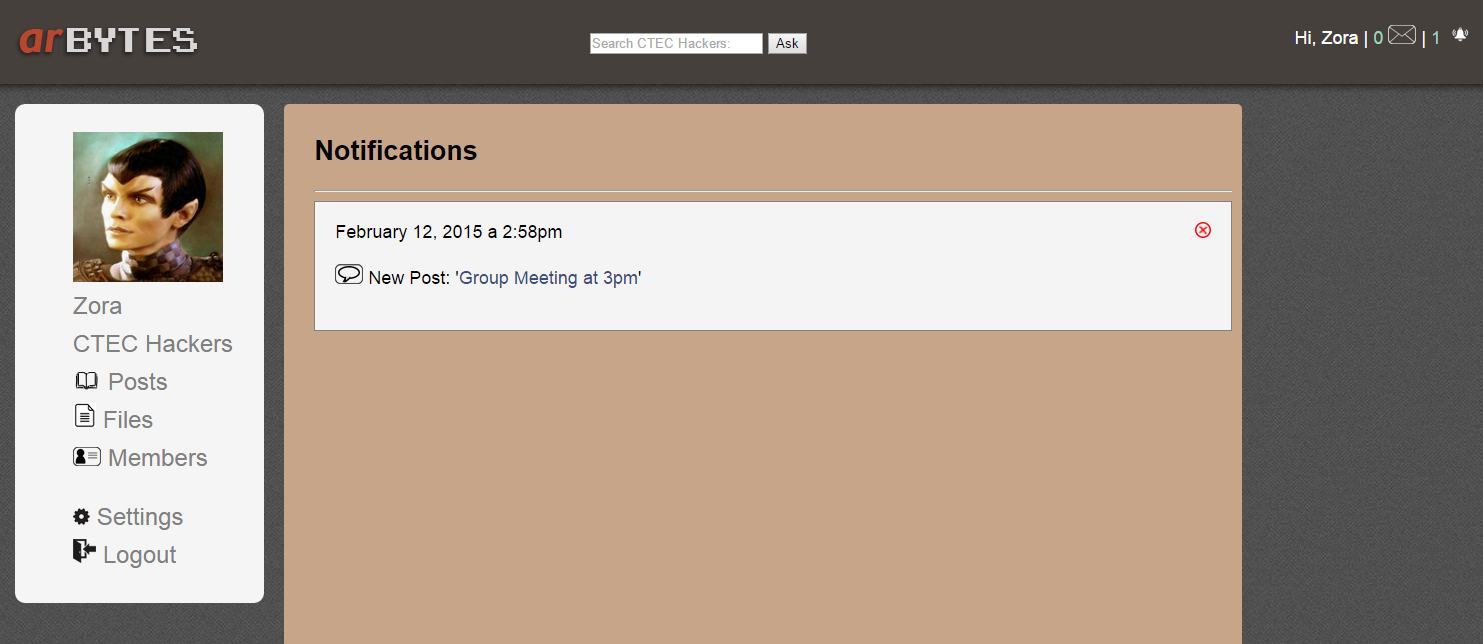 arBYTES
Search CTEC Hackers: Ask
Hi, Zora | 0 | 1
Zora
CTEC Hackers
Posts
Files
Members
Settings
Logout
Notifications
February 12, 2015 a 2:58pm
New Post: 'Group Meeting at 3pm'